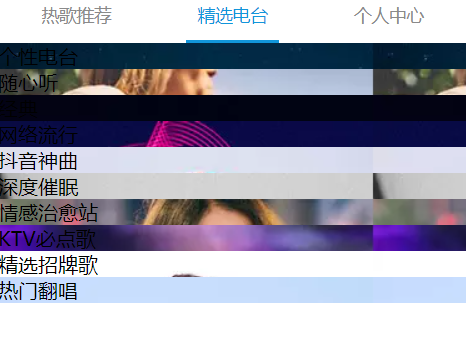 热歌推荐 精选电台 个人中心
个性电台
随心听
网络流行
抖音神曲
深度催眠
情感治愈站
KTV必点歌
精选招牌歌
热门翻唱